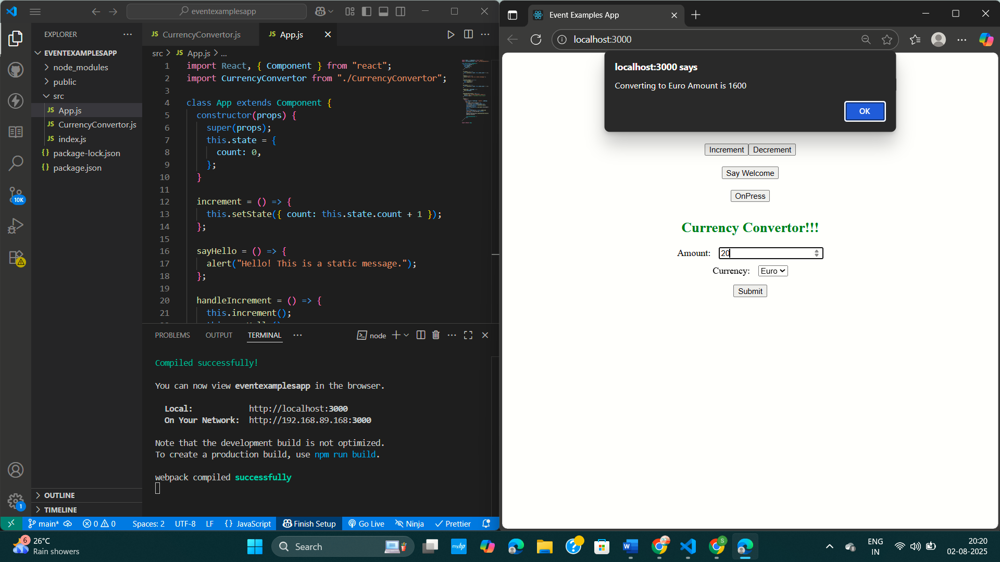 eventexamplesapp
EXPLORER
EVENTEXAMPLESAPP
node_modules
public
src
JS App.js
JS CurrencyConvertor.js
JS index.js
{} package-lock.json
{} package.json
10K
1
OUTLINE
TIMELINE
JS CurrencyConvertor.js
JS App.js
src > JS App.js > ...
1 import React, { Component } from "react";
2 import CurrencyConvertor from "./CurrencyConvertor";
3
4 class App extends Component {
5 constructor(props) {
6 super(props);
7 this.state = {
8 count: 0,
9 };
10 }
11
12 increment = () => {
13 this.setState({ count: this.state.count + 1 });
14 };
15
16 sayHello = () => {
17 alert("Hello! This is a static message.");
18 };
19
20 handleIncrement = () => {
21 this.increment();
PROBLEMS OUTPUT TERMINAL
node
Compiled successfully!
You can now view eventexamplesapp in the browser.
Local: http://localhost:3000
On Your Network: http://192.168.89.168:3000
Note that the development build is not optimized.
To create a production build, use npm run build.
webpack compiled successfully
main* 0 0 Spaces: 2 UTF-8 LF {} JavaScript Finish Setup Go Live Ninja Prettier
Event Examples App
localhost:3000
localhost:3000 says
Converting to Euro Amount is 1600
OK
Increment Decrement
Say Welcome
OnPress
Currency Convertor!!!
Amount: 20
Currency: Euro
Submit
6
26°C
Rain showers
Search
myhp
W
S
ENG
IN
20:20
02-08-2025